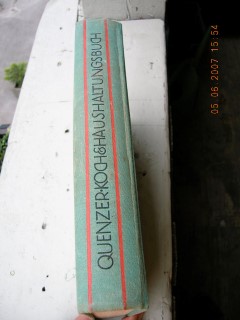 QUENZER·KOCH&HAUSHALTUNGSBUCH
05 06 2007 15:54